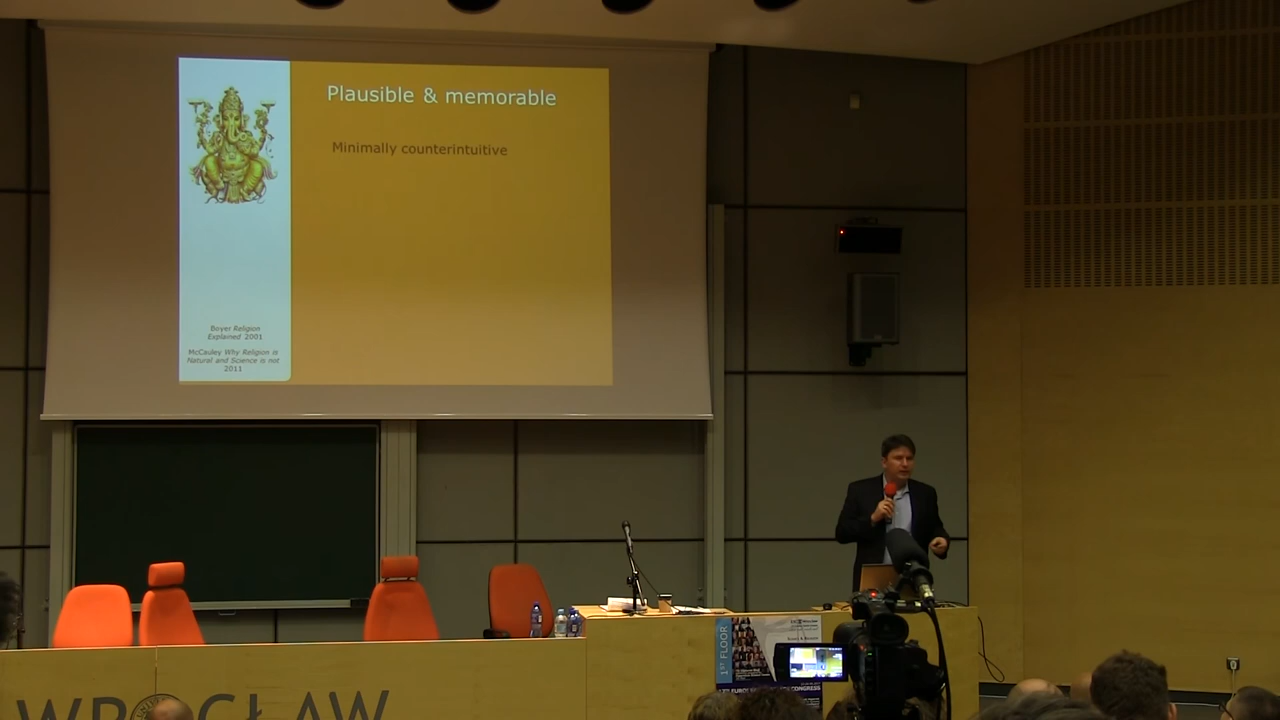 Plausible & memorable
Minimally counterintuitive
Boyer Religion
Explained 2001
McCauley Why Religion is
Natural and Science is not
2011
1ST FLOOR
CONGRESS
WROCŁAW